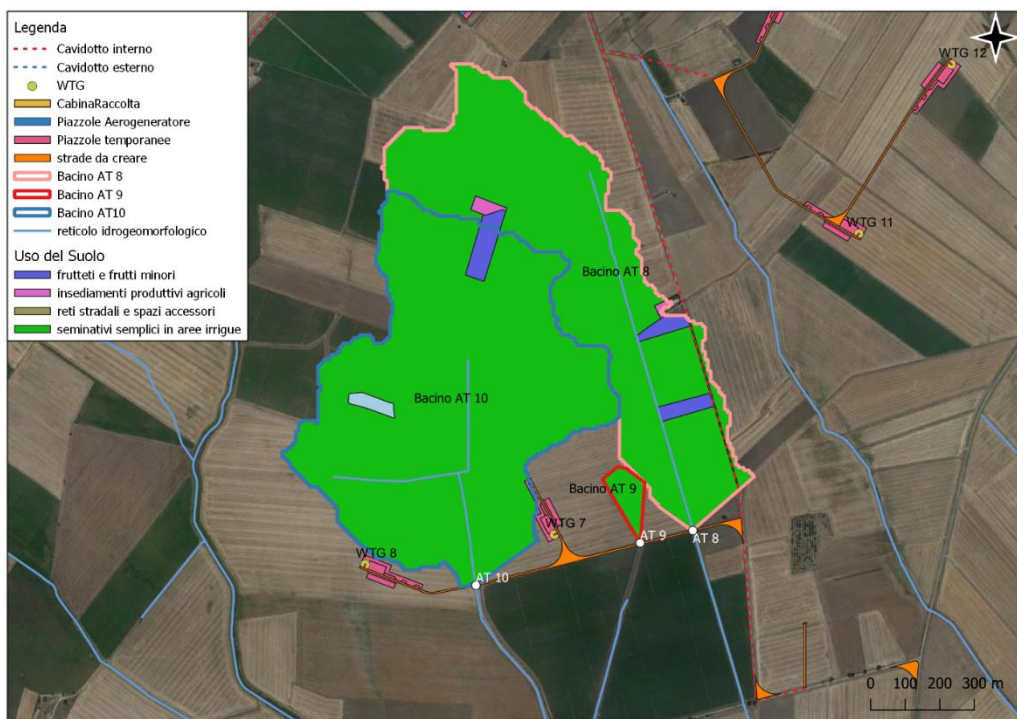 Legenda
Cavidotto interno
Cavidotto esterno
WTG
CabinaRaccolta
Piazzole Aerogeneratore
Piazzole temporanee
strade da creare
Bacino AT 8
Bacino AT 9
Bacino AT10
reticolo idrogeomorfologico
Uso del Suolo
frutteti e frutti minori
insediamenti produttivi agricoli
reti stradali e spazi accessori
seminativi semplici in aree irrigue
WTG 12
WTG 11
Bacino AT 8
Bacino AT 10
Bacino AT 9
WTG 7
AT 8
AT 9
WTG 8
AT 10
0 100 200 300 m